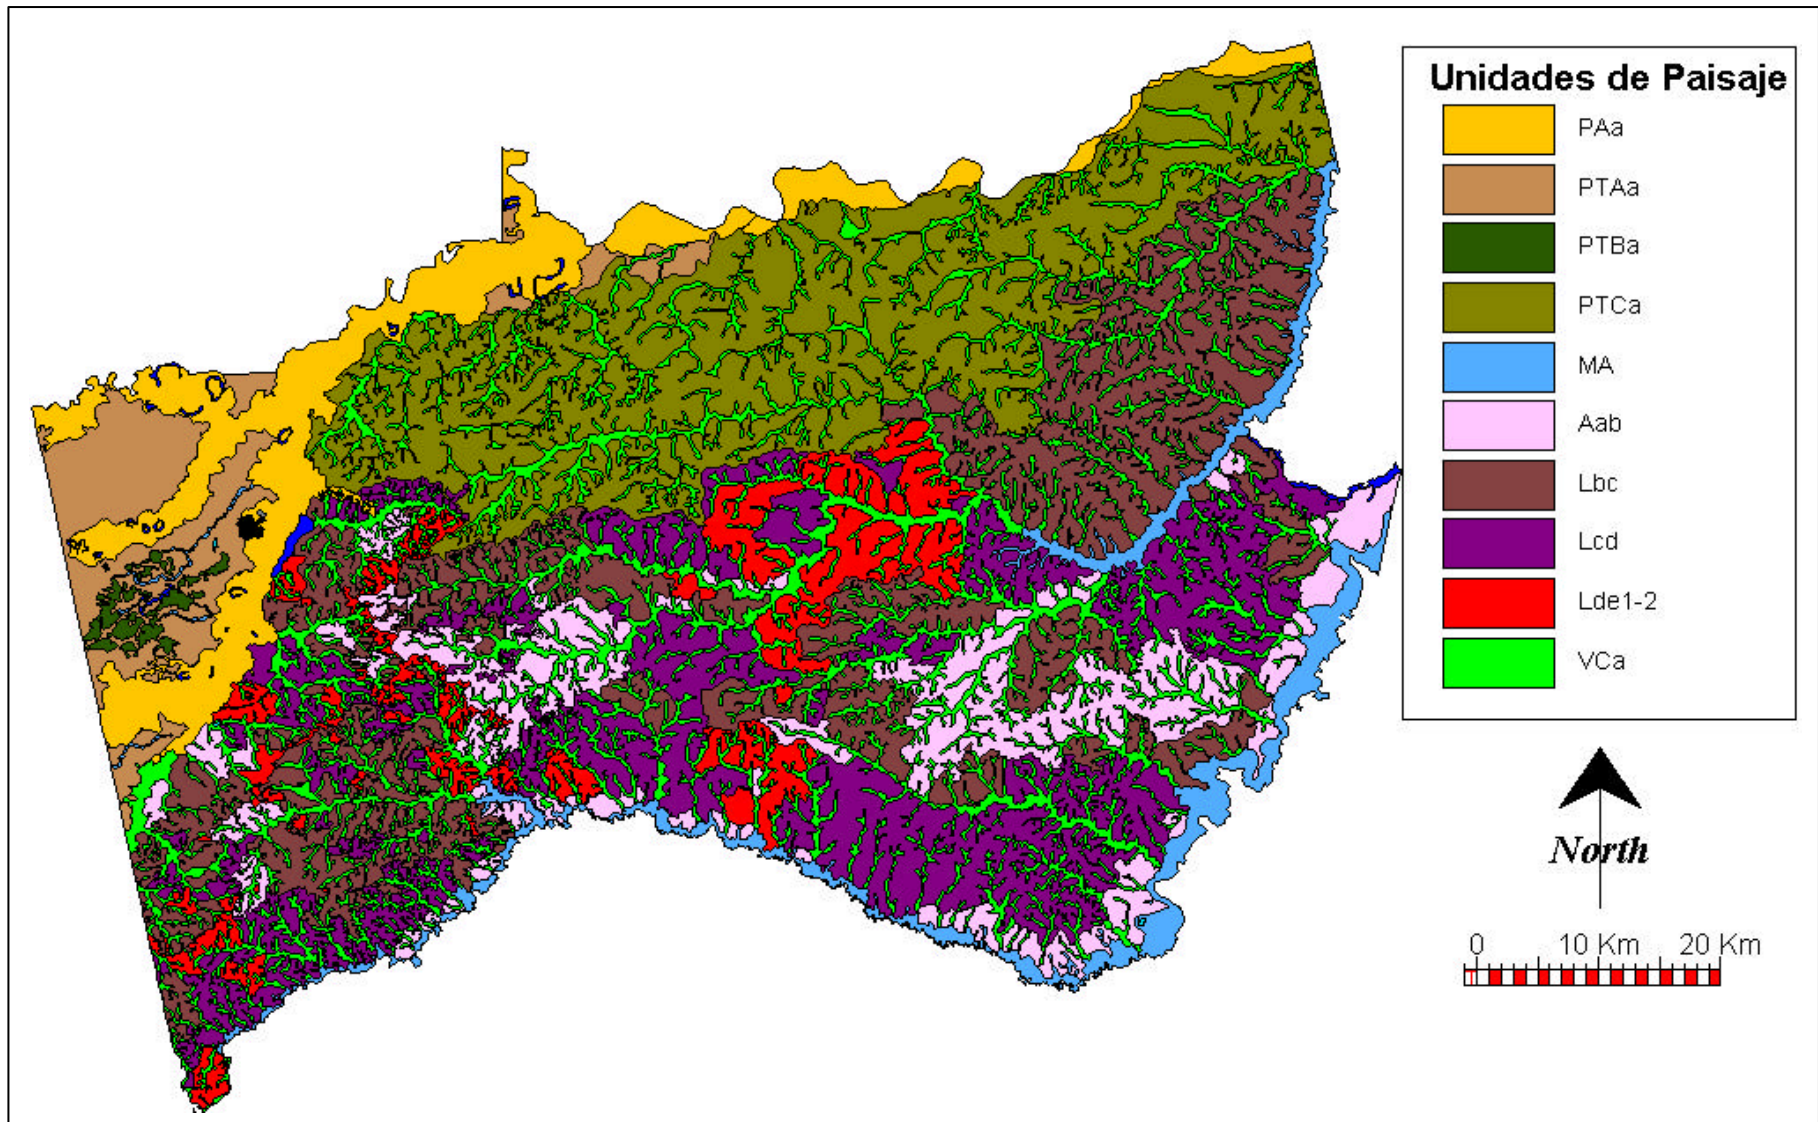 Unidades de Paisaje
PAa
PTAa
PTBa
PTCa
MA
Aab
Lbc
Lcd
Lde1-2
VCa
North
0 10 Km 20 Km